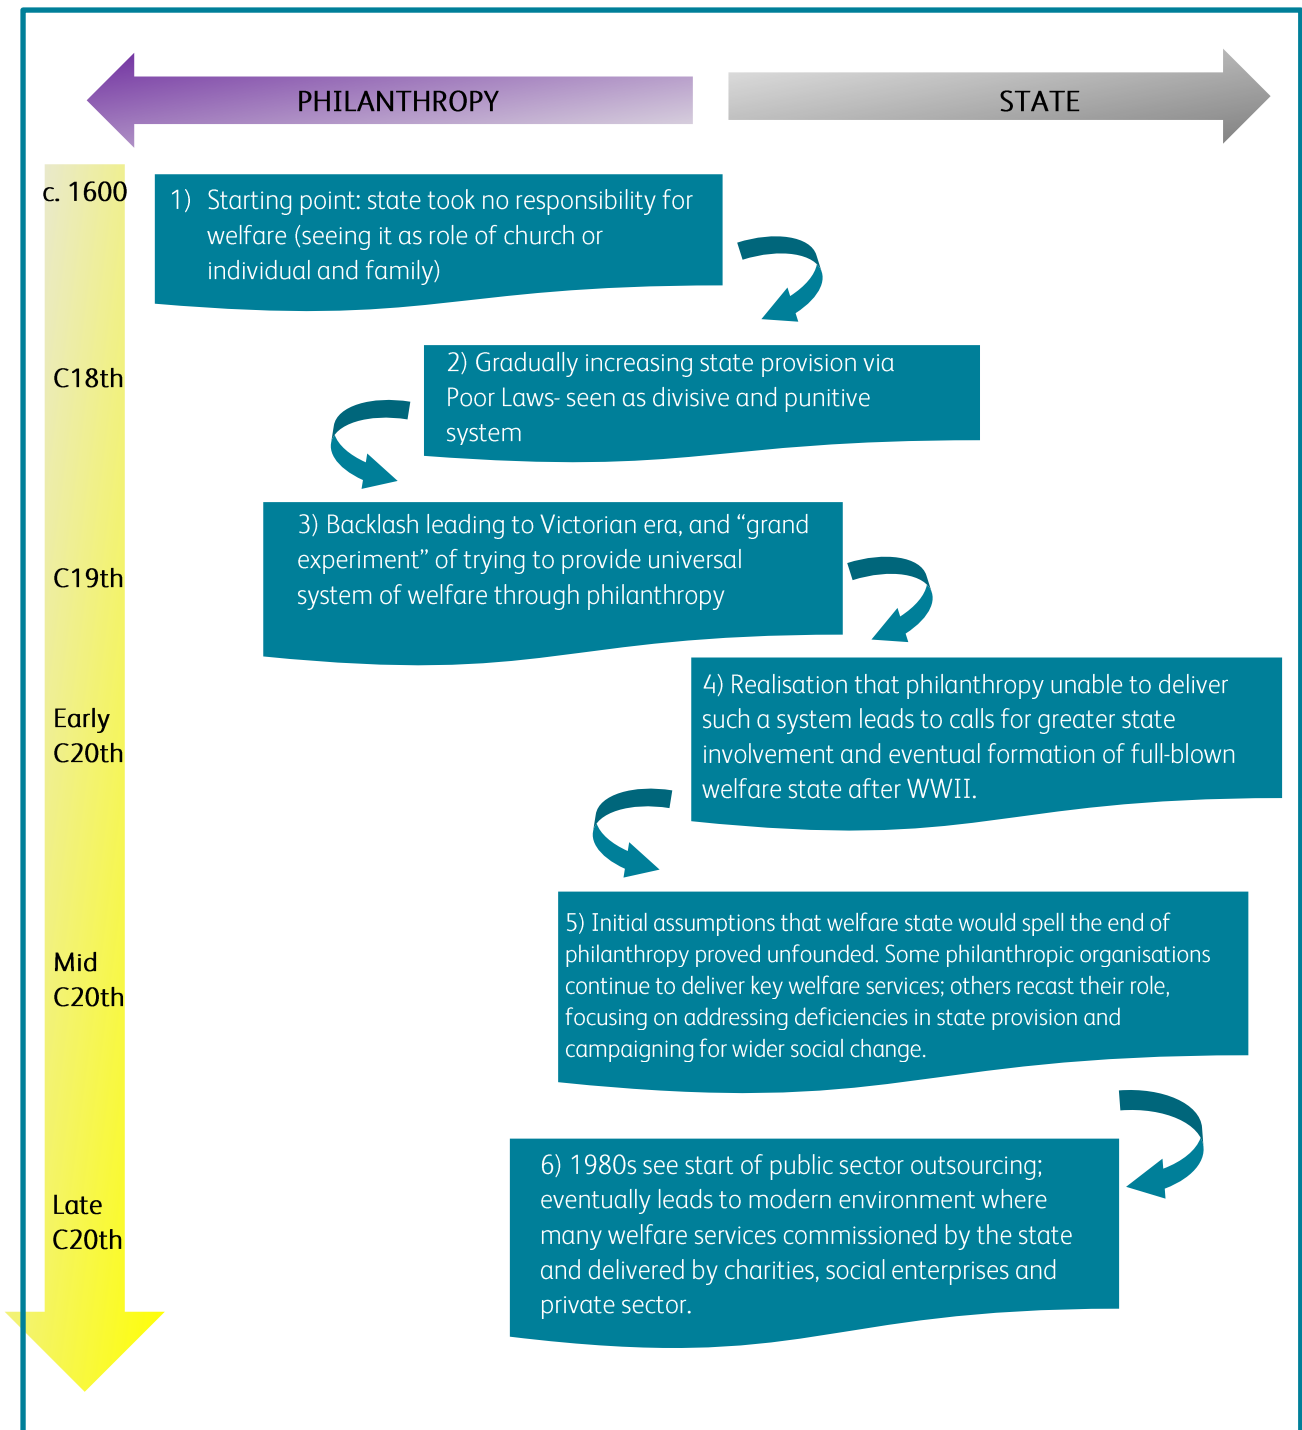 PHILANTHROPY
STATE
c. 1600
1) Starting point: state took no responsibility for
welfare (seeing it as role of church or
individual and family)
C18th
2) Gradually increasing state provision via
Poor Laws- seen as divisive and punitive
system
C19th
3) Backlash leading to Victorian era, and “grand
experiment” of trying to provide universal
system of welfare through philanthropy
Early
C20th
4) Realisation that philanthropy unable to deliver
such a system leads to calls for greater state
involvement and eventual formation of full-blown
welfare state after WWII.
Mid
C20th
5) Initial assumptions that welfare state would spell the end of
philanthropy proved unfounded. Some philanthropic organisations
continue to deliver key welfare services; others recast their role,
focusing on addressing deficiencies in state provision and
campaigning for wider social change.
Late
C20th
6) 1980s see start of public sector outsourcing;
eventually leads to modern environment where
many welfare services commissioned by the state
and delivered by charities, social enterprises and
private sector.